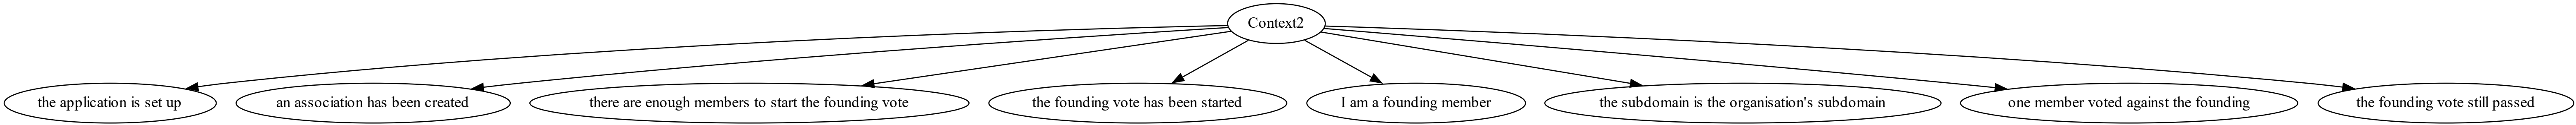 Context2
the application is set up
an association has been created
there are enough members to start the founding vote
the founding vote has been started
I am a founding member
the subdomain is the organisation's subdomain
one member voted against the founding
the founding vote still passed